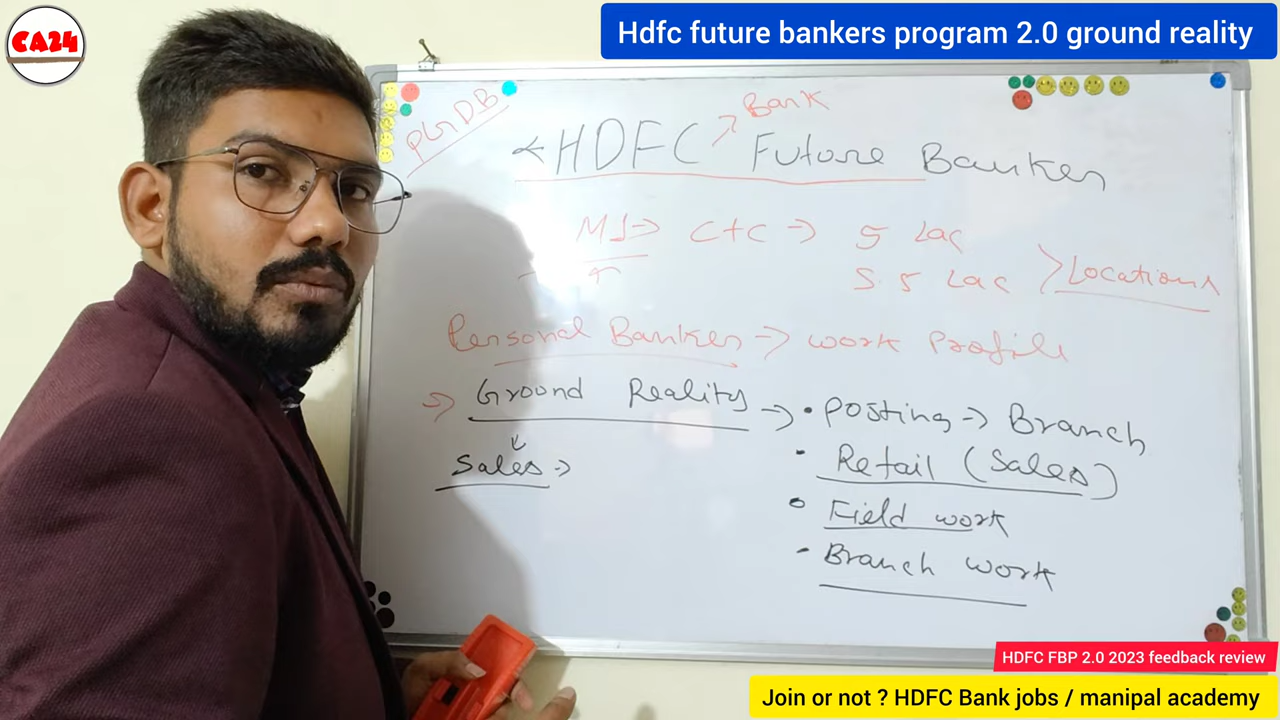 CA24
Hdfc future bankers program 2.0 ground reality
PGDB
Bank
HDFC Future Banker
CTC → 5 Lac
5.5 Lac > Locations
Personal Banker → work Profile
→ Ground Reality → • Posting → Branch
Sales →
• Retail (Sales)
• Field work
• Branch work
HDFC FBP 2.0 2023 feedback review
Join or not ? HDFC Bank jobs / manipal academy